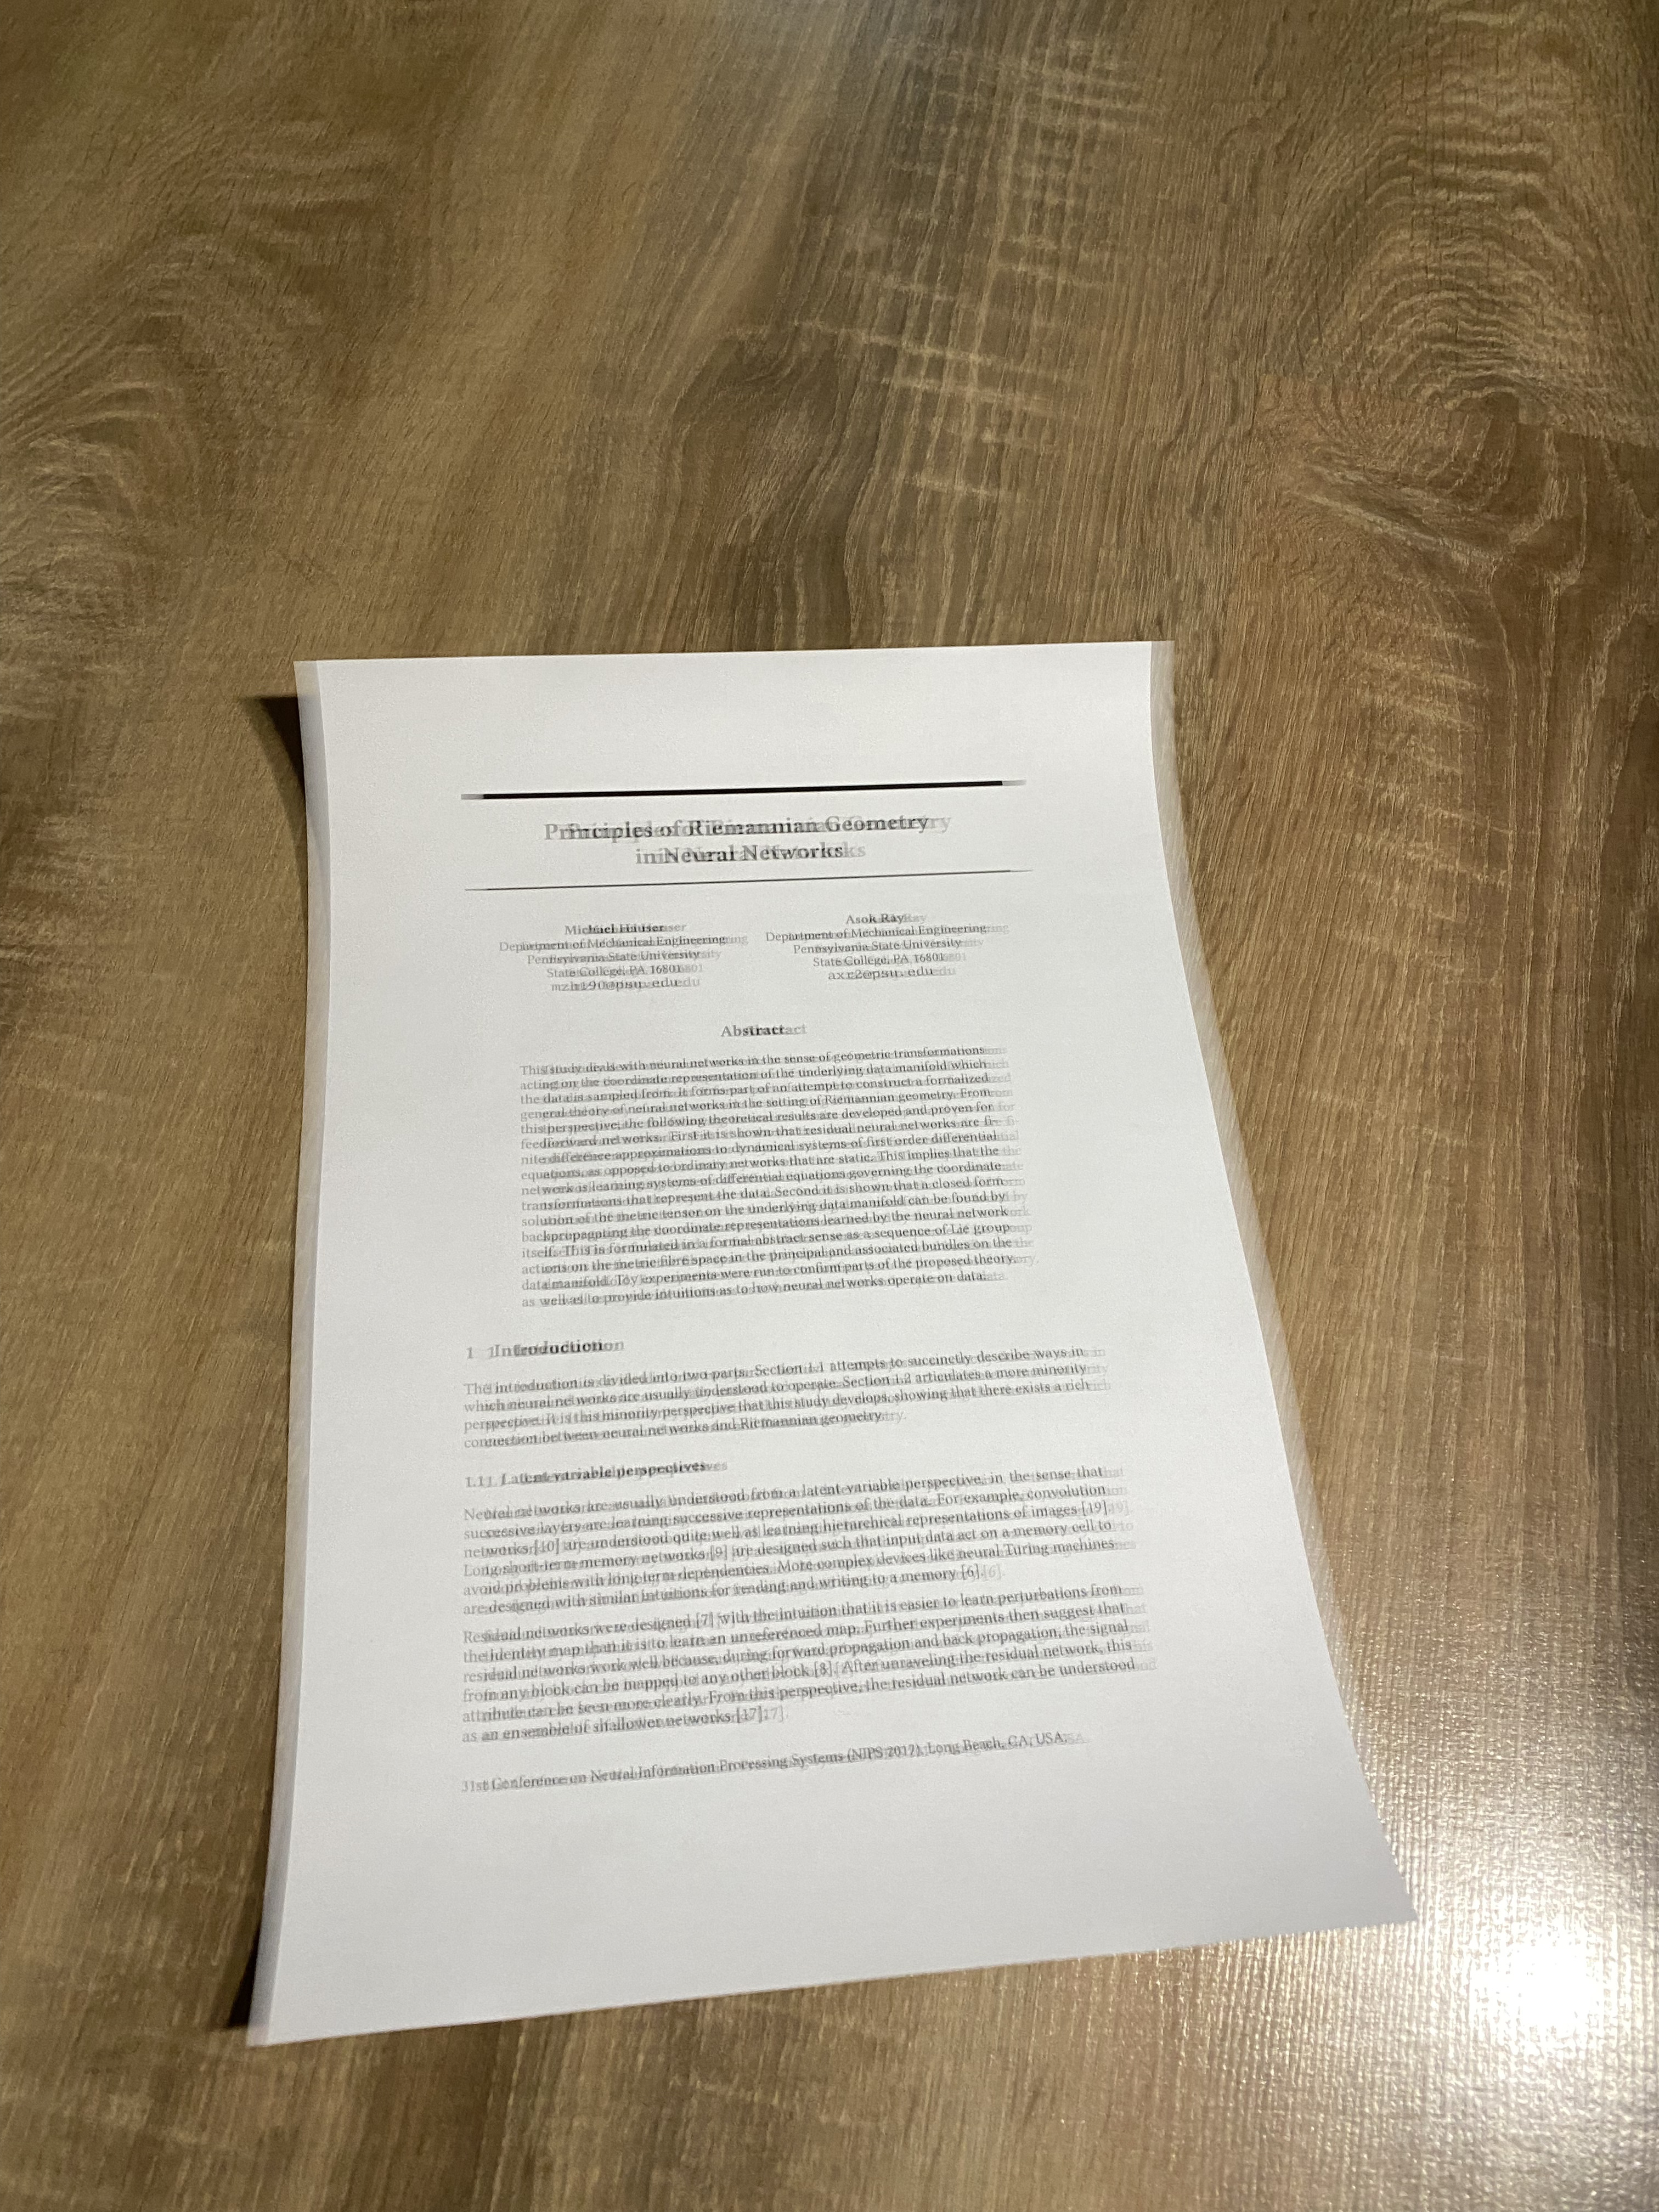 Principles of Riemannian Geometry
in Neural Networks
Michael Hauser
Department of Mechanical Engineering
Pennsylvania State University
State College, PA 16801
mzh190@psu.edu
Asok Ray
Department of Mechanical Engineering
Pennsylvania State University
State College, PA 16801
axr2@psu.edu
Abstract
This study deals with neural networks in the sense of geometric transformations
acting on the coordinate representation of the underlying data manifold which
the data is sampled from. It forms part of an attempt to construct a formalized
general theory of neural networks in the setting of Riemannian geometry. From
this perspective, the following theoretical results are developed and proven for
feedforward networks. First it is shown that residual neural networks are fi-
nite difference approximations to dynamical systems of first order differential
equations, as opposed to ordinary networks that are static. This implies that the
network is learning systems of differential equations governing the coordinate
transformations that represent the data. Second it is shown that a closed form
solution of the metric tensor on the underlying data manifold can be found by
backpropagating the coordinate representations learned by the neural network
itself. This is formulated in a formal abstract sense as a sequence of Lie group
actions on the metric fibre space in the principal and associated bundles on the
data manifold. Toy experiments were run to confirm parts of the proposed theory,
as well as to provide intuitions as to how neural networks operate on data.
1 Introduction
The introduction is divided into two parts. Section 1.1 attempts to succinctly describe ways in
which neural networks are usually understood to operate. Section 1.2 articulates a more minority
perspective. It is this minority perspective that this study develops, showing that there exists a rich
connection between neural networks and Riemannian geometry.
1.1 Latent variable perspectives
Neural networks are usually understood from a latent variable perspective, in the sense that
successive layers are learning successive representations of the data. For example, convolution
networks [10] are understood quite well as learning hierarchical representations of images [19].
Long short-term memory networks [9] are designed such that input data act on a memory cell to
avoid problems with long term dependencies. More complex devices like neural Turing machines
are designed with similar intuitions for reading and writing to a memory [6].
Residual networks were designed [7] with the intuition that it is easier to learn perturbations from
the identity map than it is to learn an unreferenced map. Further experiments then suggest that
residual networks work well because, during forward propagation and back propagation, the signal
from any block can be mapped to any other block [8]. After unraveling the residual network, this
attribute can be seen more clearly. From this perspective, the residual network can be understood
as an ensemble of shallower networks [17].
31st Conference on Neural Information Processing Systems (NIPS 2017), Long Beach, CA, USA.